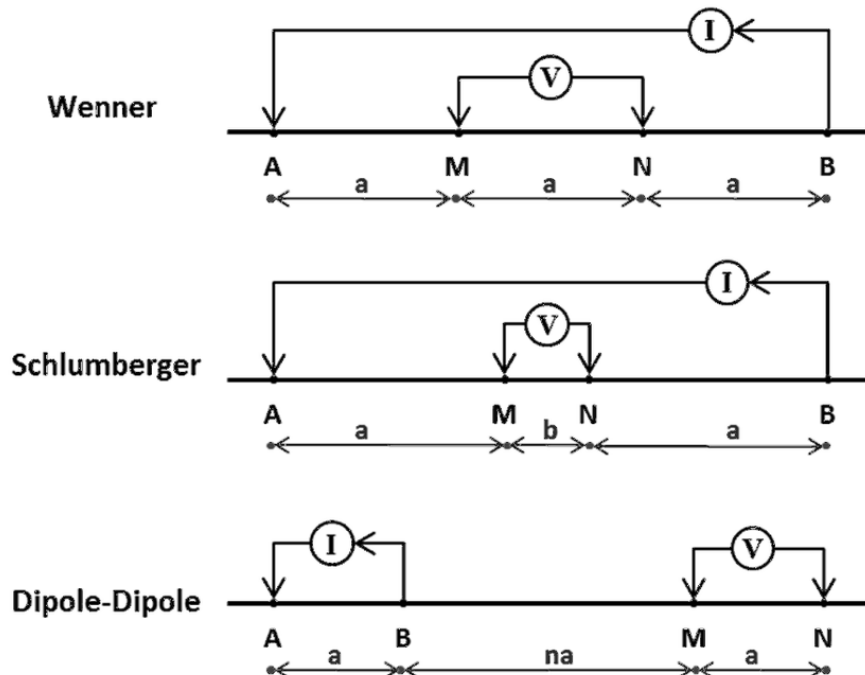 I
V
Wenner
A M N B
a a a
I
V
Schlumberger
A M N B
a b a
I V
Dipole-Dipole
A B M N
a na a